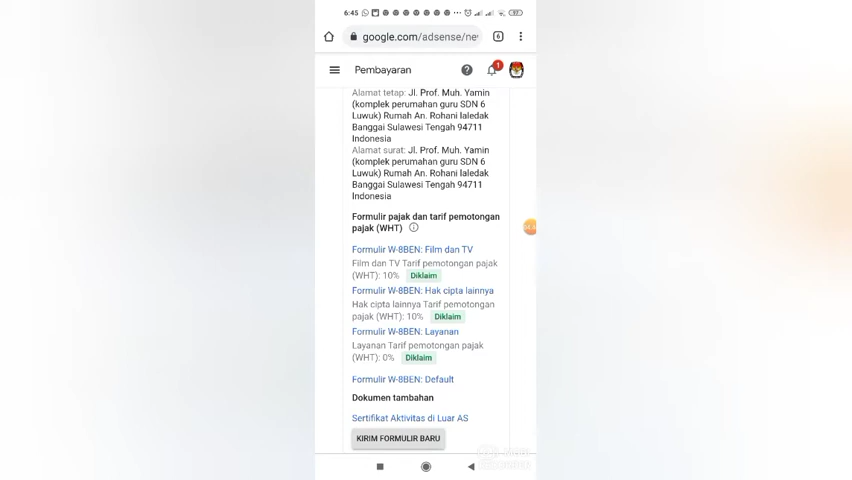 6:45
97
google.com/adsense/nev
6
Pembayaran
1
Alamat tetap: Jl. Prof. Muh. Yamin
(komplek perumahan guru SDN 6
Luwuk) Rumah An. Rohani laledak
Banggai Sulawesi Tengah 94711
Indonesia
Alamat surat: Jl. Prof. Muh. Yamin
(komplek perumahan guru SDN 6
Luwuk) Rumah An. Rohani laledak
Banggai Sulawesi Tengah 94711
Indonesia
Formulir pajak dan tarif pemotongan
pajak (WHT)
Formulir W-8BEN: Film dan TV
Film dan TV Tarif pemotongan pajak
(WHT): 10% Diklaim
Formulir W-8BEN: Hak cipta lainnya
Hak cipta lainnya Tarif pemotongan
pajak (WHT): 10% Diklaim
Formulir W-8BEN: Layanan
Layanan Tarif pemotongan pajak
(WHT): 0% Diklaim
Formulir W-8BEN: Default
Dokumen tambahan
Sertifikat Aktivitas di Luar AS
KIRIM FORMULIR BARU